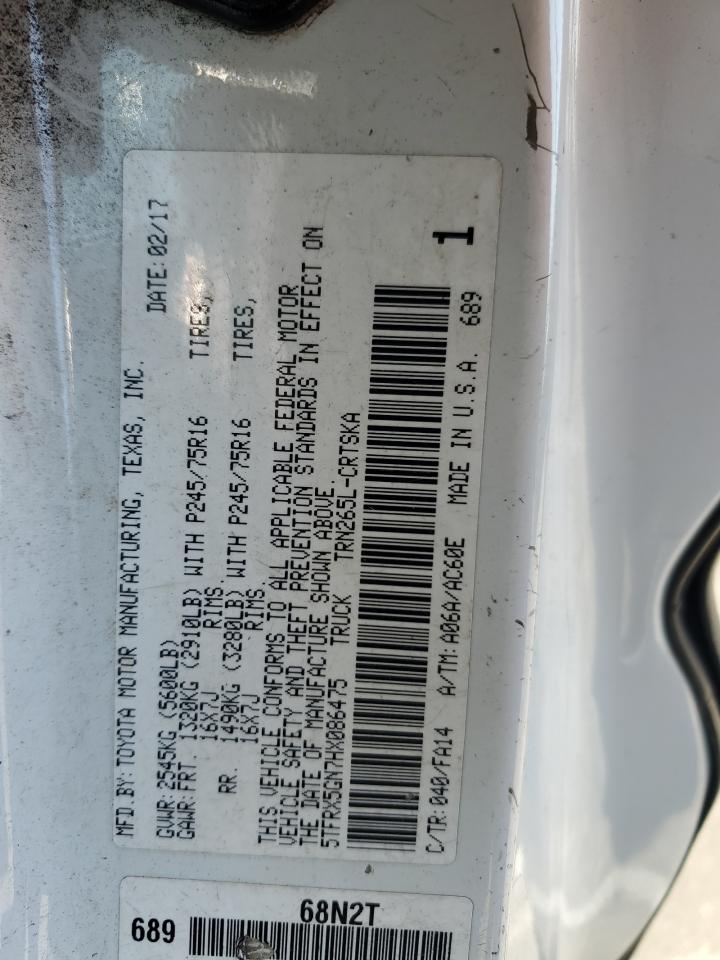 MFD.BY:TOYOTA MOTOR MANUFACTURING, TEXAS, INC.
DATE:02/17
GVWR:2545KG (5600LB)
GAWR:FRT. 1320KG (2910LB) WITH P245/75R16 TIRES,
16X7J RIMS.
RR. 1490KG (3280LB) WITH P245/75R16 TIRES,
16X7J RIMS.
THIS VEHICLE CONFORMS TO ALL APPLICABLE FEDERAL MOTOR
VEHICLE SAFETY AND THEFT PREVENTION STANDARDS IN EFFECT ON
THE DATE OF MANUFACTURE SHOWN ABOVE.
5TFRX5GN7HX086475 TRUCK TRN265L-CRTSKA
1
C/TR:040/FA14 A/TM:A06A/AC60E MADE IN U.S.A. 689
68N2T
689